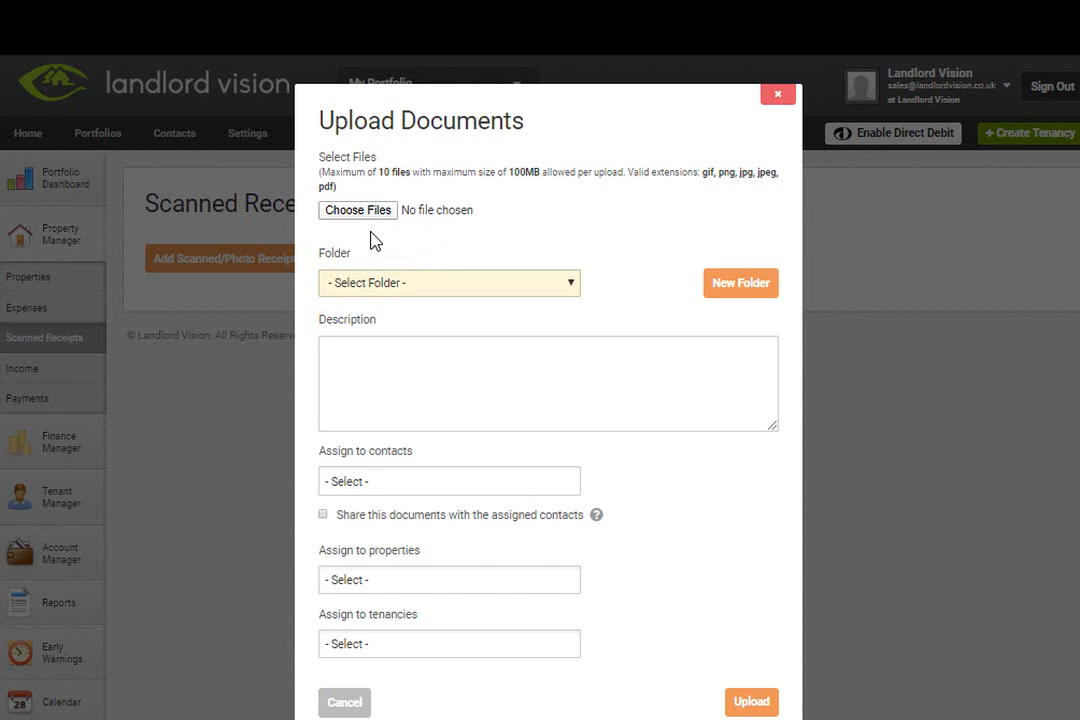 landlord vision
My Portfolio
Landlord Vision
sales@landlordvision.co.uk
at Landlord Vision
Sign Out
Home
Portfolios
Contacts
Settings
Enable Direct Debit
+ Create Tenancy
Portfolio
Dashboard
Property
Manager
Properties
Expenses
Scanned Receipts
Income
Payments
Finance
Manager
Tenant
Manager
Account
Manager
Reports
Early
Warnings
28
Calendar
Scanned Rece
Add Scanned/Photo Receipt
© Landlord Vision, All Rights Reserve
×
Upload Documents
Select Files
(Maximum of 10 files with maximum size of 100MB allowed per upload. Valid extensions: gif, png, jpg, jpeg,
pdf)
Choose Files No file chosen
Folder
- Select Folder -
New Folder
Description
Assign to contacts
- Select -
Share this documents with the assigned contacts ?
Assign to properties
- Select -
Assign to tenancies
- Select -
Cancel
Upload